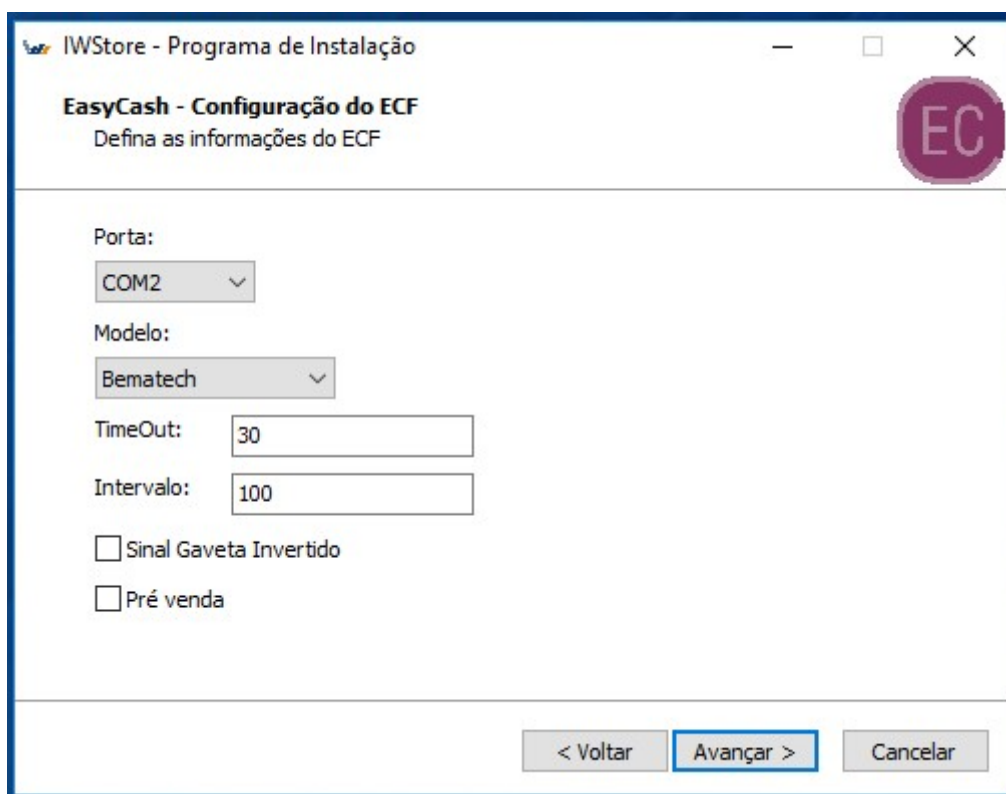 IWStore - Programa de Instalação
EasyCash - Configuração do ECF
Defina as informações do ECF
EC
Porta:
COM2
Modelo:
Bematech
TimeOut:
30
Intervalo:
100
Sinal Gaveta Invertido
Pré venda
< Voltar
Avançar >
Cancelar